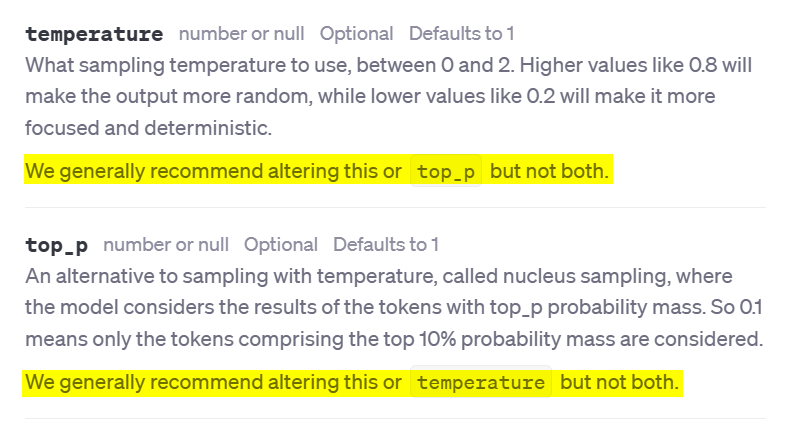 temperature number or null Optional Defaults to 1
What sampling temperature to use, between 0 and 2. Higher values like 0.8 will
make the output more random, while lower values like 0.2 will make it more
focused and deterministic.
We generally recommend altering this or top_p but not both.
top_p number or null Optional Defaults to 1
An alternative to sampling with temperature, called nucleus sampling, where
the model considers the results of the tokens with top_p probability mass. So 0.1
means only the tokens comprising the top 10% probability mass are considered.
We generally recommend altering this or temperature but not both.